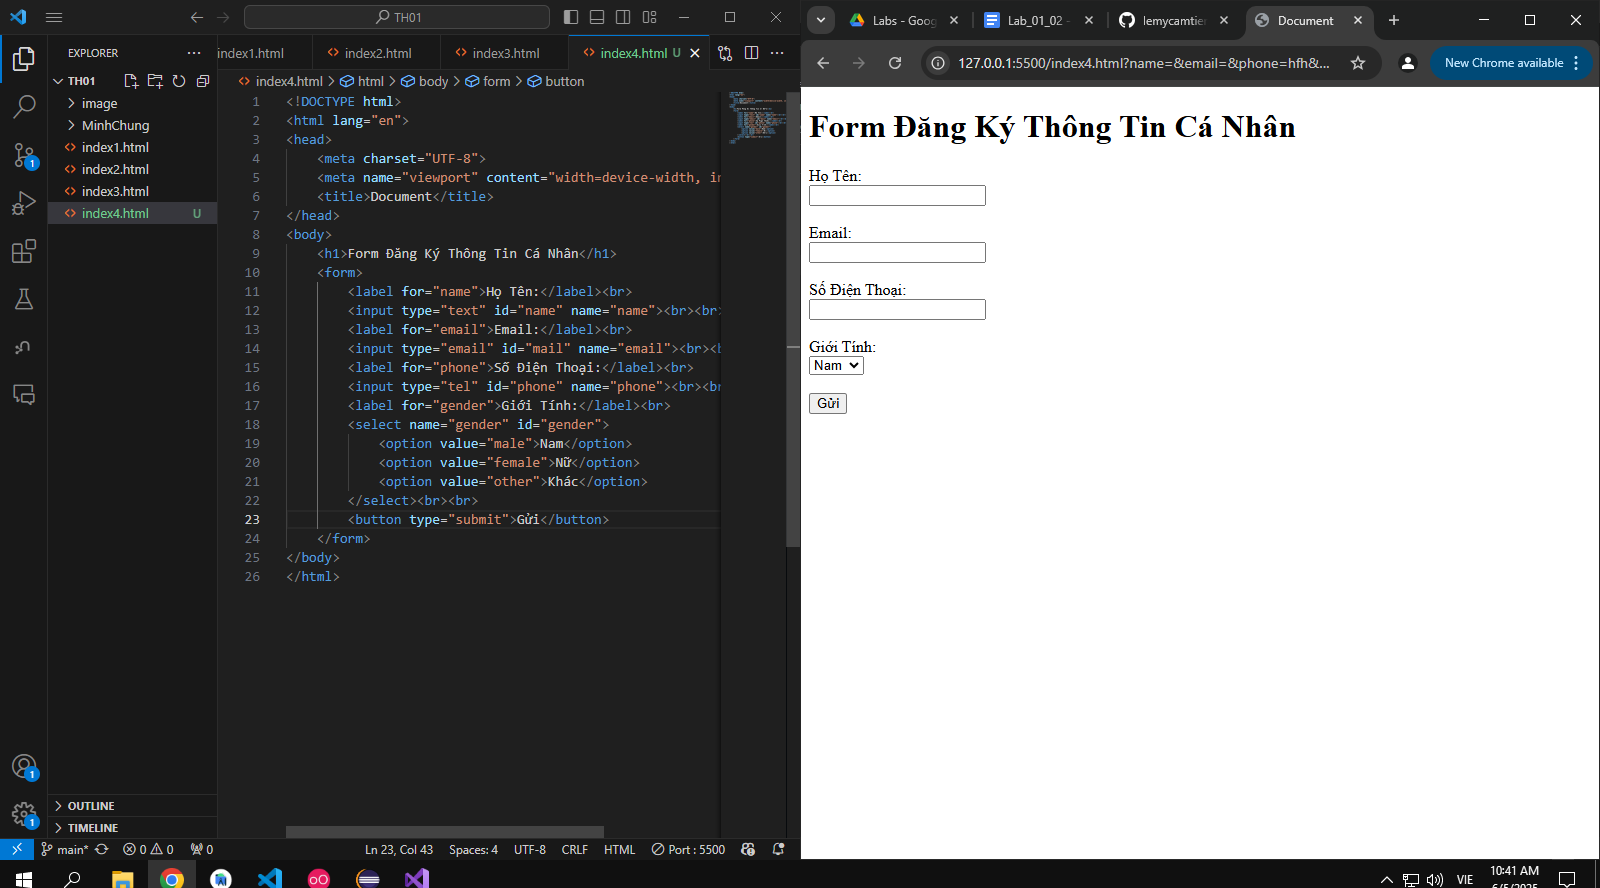 TH01
EXPLORER
TH01
image
MinhChung
index1.html
index2.html
index3.html
index4.html U
OUTLINE
TIMELINE
index1.html index2.html index3.html index4.html U
index4.html > html > body > form > button
1 <!DOCTYPE html>
2 <html lang="en">
3 <head>
4 <meta charset="UTF-8">
5 <meta name="viewport" content="width=device-width, in
6 <title>Document</title>
7 </head>
8 <body>
9 <h1>Form Đăng Ký Thông Tin Cá Nhân</h1>
10 <form>
11 <label for="name">Họ Tên:</label><br>
12 <input type="text" id="name" name="name"><br><br>
13 <label for="email">Email:</label><br>
14 <input type="email" id="mail" name="email"><br><b
15 <label for="phone">Số Điện Thoại:</label><br>
16 <input type="tel" id="phone" name="phone"><br><br
17 <label for="gender">Giới Tính:</label><br>
18 <select name="gender" id="gender">
19 <option value="male">Nam</option>
20 <option value="female">Nữ</option>
21 <option value="other">Khác</option>
22 </select><br><br>
23 <button type="submit">Gửi</button>
24 </form>
25 </body>
26 </html>
1
1
1
main* 0 0 0 Ln 23, Col 43 Spaces: 4 UTF-8 CRLF HTML Port : 5500
Labs - Goog Lab_01_02 - lemycamtien Document
127.0.0.1:5500/index4.html?name=&email=&phone=hfh&... New Chrome available
Form Đăng Ký Thông Tin Cá Nhân
Họ Tên:
Email:
Số Điện Thoại:
Giới Tính:
Nam
Gửi
VIE 10:41 AM
6/5/2025